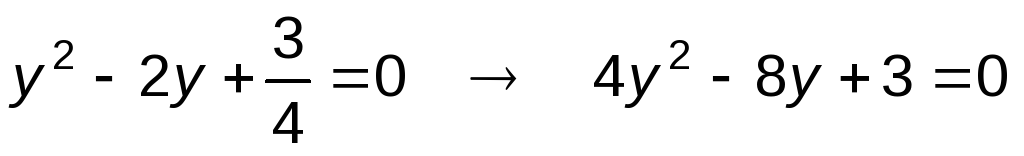 y² - 2y + 3/4 = 0 → 4y² - 8y + 3 = 0